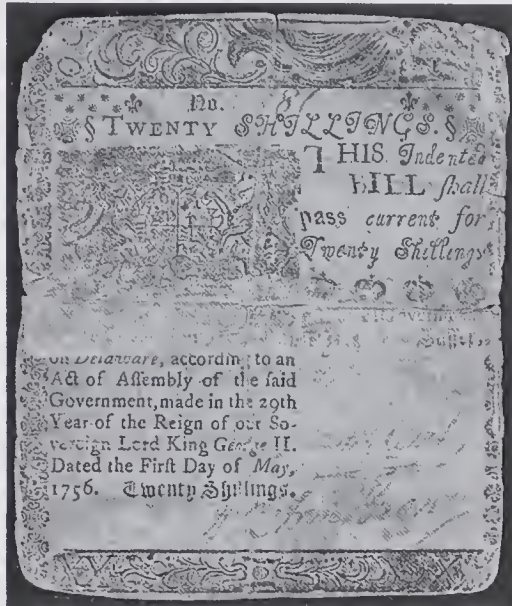 No.
§ TWENTY SHILLINGS. §
THIS Indented
BILL shall
pass current for
Twenty Shillings
on Delaware, according to an
Act of Assembly of the said
Government, made in the 29th
Year of the Reign of our So-
vereign Lord King George II.
Dated the First Day of May,
1756. Twenty Shillings.